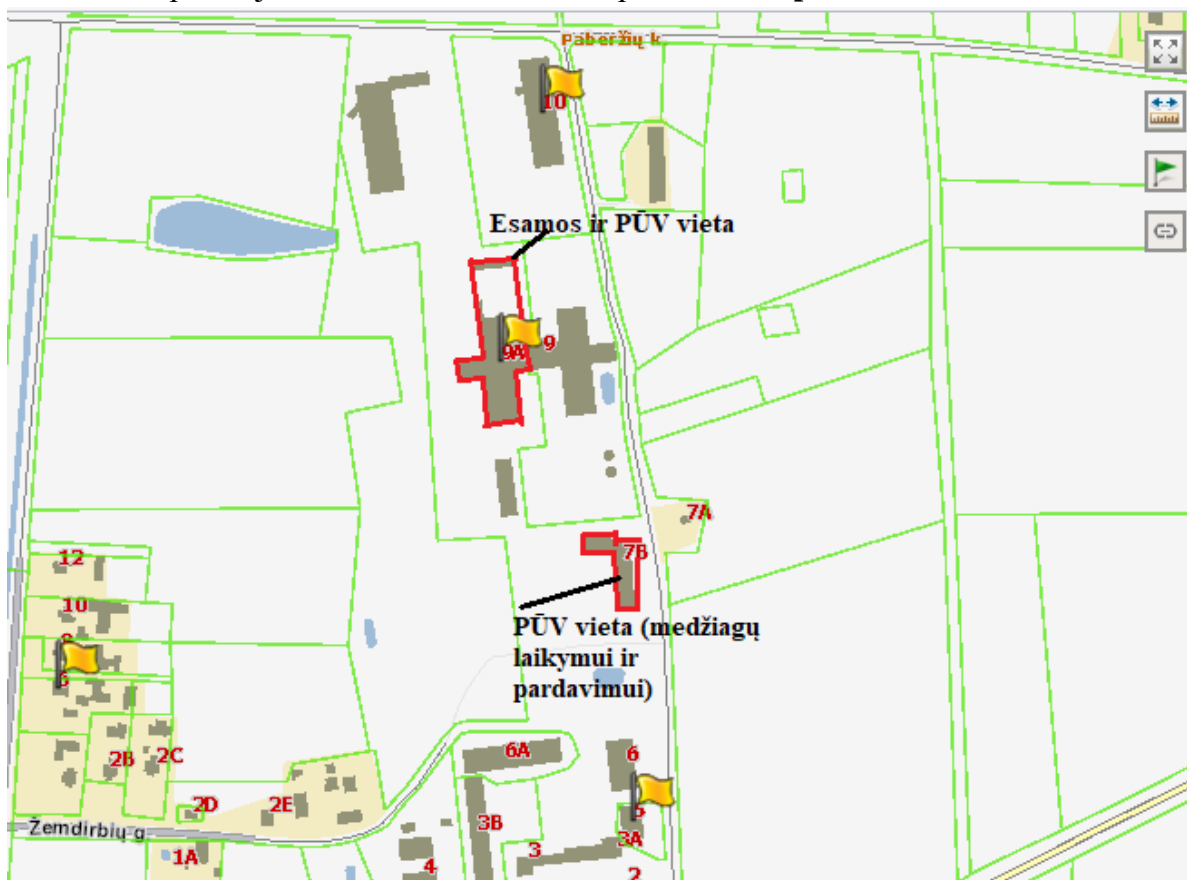 Paberžių k.
10
Esamos ir PŪV vieta
9A
9
7A
7B
12
10
PŪV vieta (medžiagų
laikymui ir
pardavimui)
6A
6
2B
2C
2D
2E
5
3B
3A
Žemdirbių g.
3
1A
4
2